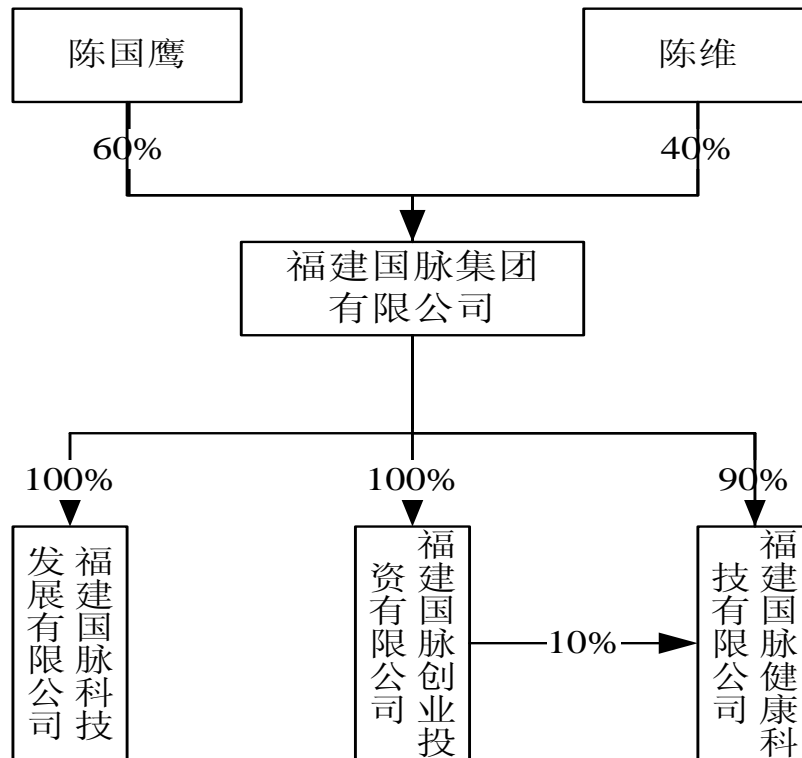 陈国鹰
陈维
60%
40%
福建国脉集团
有限公司
100%
100%
90%
福建国脉科技
发展有限公司
福建国脉创业投
资有限公司
10%
福建国脉健康科
技有限公司